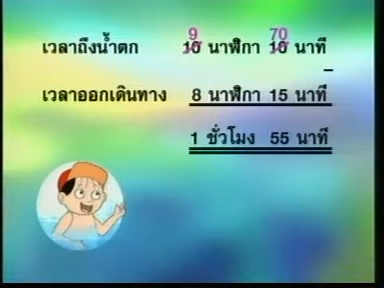 9 70
เวลาถึงน้ำตก 10 นาฬิกา 10 นาที
–
เวลาออกเดินทาง 8 นาฬิกา 15 นาที
1 ชั่วโมง 55 นาที